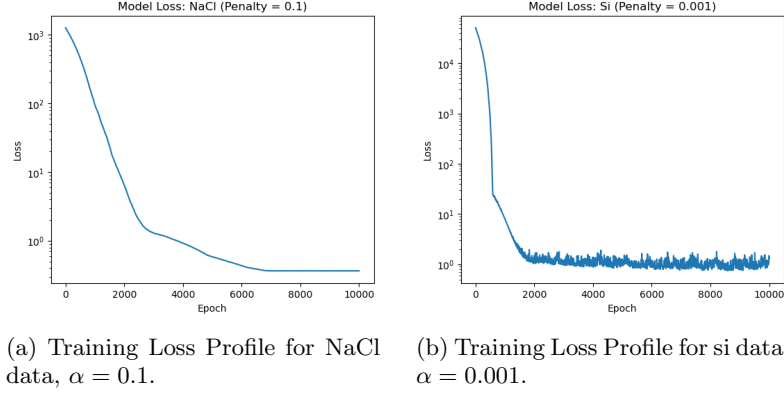 Model Loss: NaCl (Penalty = 0.1)
10³
10²
10¹
10⁰
Loss
0 2000 4000 6000 8000 10000
Epoch
Model Loss: Si (Penalty = 0.001)
10⁴
10³
10²
10¹
10⁰
Loss
0 2000 4000 6000 8000 10000
Epoch
(a) Training Loss Profile for NaCl
data, α = 0.1.
(b) Training Loss Profile for si data
α = 0.001.